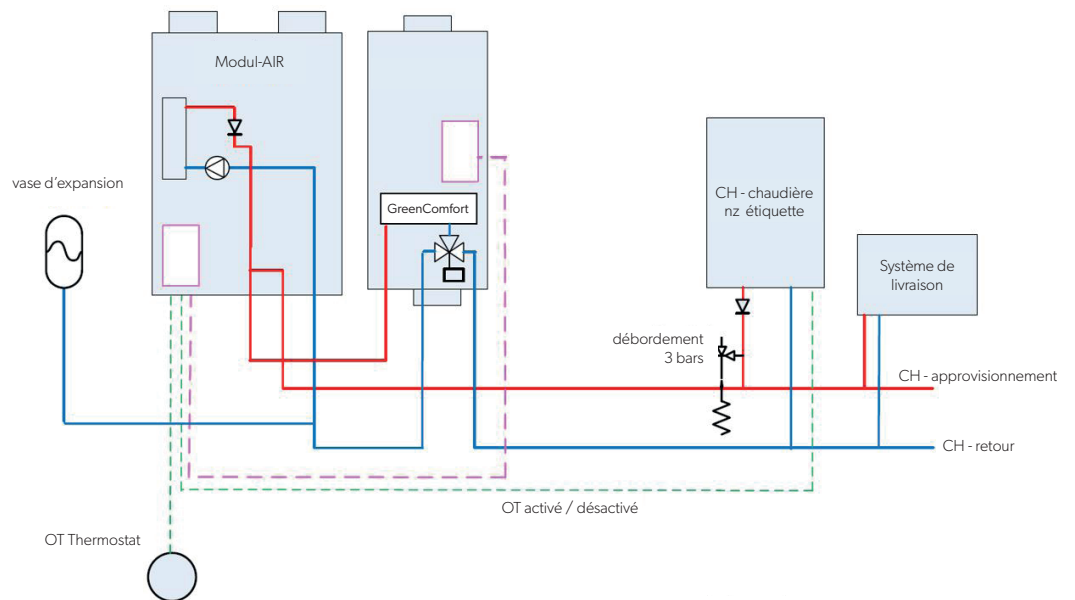 Modul-AIR
vase d'expansion
GreenComfort
CH - chaudière
nz étiquette
Système de
livraison
débordement
3 bars
CH - approvisionnement
CH - retour
OT activé / désactivé
OT Thermostat